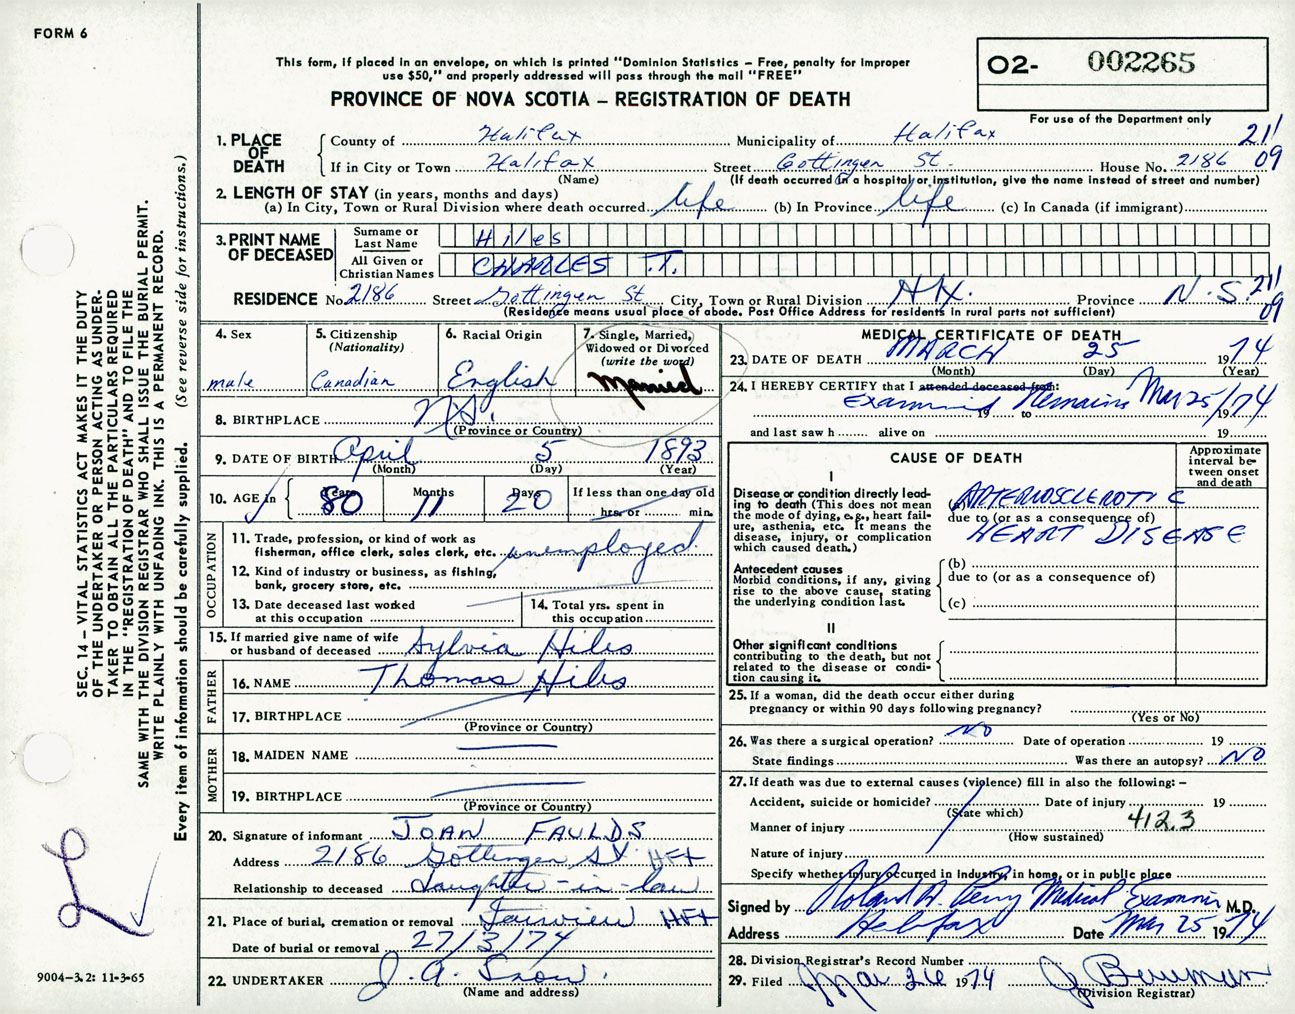 FORM 6
This form, if placed in an envelope, on which is printed "Dominion Statistics – Free, penalty for improper
use $50," and properly addressed will pass through the mail "FREE"
PROVINCE OF NOVA SCOTIA – REGISTRATION OF DEATH
O2- 002265
For use of the Department only
1. PLACE OF DEATH
County of Halifax Municipality of Halifax 211
If in City or Town Halifax Street Gottingen St. House No. 2186 09
(Name) (If death occurred in a hospital or institution, give the name instead of street and number)
2. LENGTH OF STAY (in years, months and days)
(a) In City, Town or Rural Division where death occurred life (b) In Province life (c) In Canada (if immigrant)
3. PRINT NAME OF DECEASED
Surname or Last Name Hiles
All Given or Christian Names CHARLES .T.
RESIDENCE No. 2186 Street Gottingen St City, Town or Rural Division Hfx. Province N.S. 211 09
(Residence means usual place of abode. Post Office Address for residents in rural parts not sufficient)
4. Sex male
5. Citizenship (Nationality) Canadian
6. Racial Origin English
7. Single, Married, Widowed or Divorced (write the word) Married
8. BIRTHPLACE N.S.
(Province or Country)
9. DATE OF BIRTH April 5 1893
(Month) (Day) (Year)
10. AGE in Years 80 Months 11 Days 20 If less than one day old
hrs. or min.
OCCUPATION
11. Trade, profession, or kind of work as
fisherman, office clerk, sales clerk, etc. unemployed
12. Kind of industry or business, as fishing,
bank, grocery store, etc.
13. Date deceased last worked
at this occupation
14. Total yrs. spent in
this occupation
15. If married give name of wife
or husband of deceased Sylvia Hiles
FATHER
16. NAME Thomas Hiles
17. BIRTHPLACE
(Province or Country)
MOTHER
18. MAIDEN NAME
19. BIRTHPLACE
(Province or Country)
20. Signature of informant JOAN FAULDS
Address 2186 Gottingen St. HFX
Relationship to deceased daughter-in-law
21. Place of burial, cremation or removal Fairview HFX
Date of burial or removal 27/3/74
22. UNDERTAKER J. A. Snow.
(Name and address)
MEDICAL CERTIFICATE OF DEATH
23. DATE OF DEATH MARCH 25 1974
(Month) (Day) (Year)
24. I HEREBY CERTIFY that I attended deceased from:
Examined Remains Mar 25/74
19 to 19
and last saw h alive on 19
CAUSE OF DEATH
Approximate interval between onset and death
I
Disease or condition directly lead-
ing to death (This does not mean
the mode of dying, e.g., heart fail-
ure, asthenia, etc. It means the
disease, injury, or complication
which caused death.)
(a) ARTERIOSCLEROTIC
due to (or as a consequence of)
HEART DISEASE
Antecedent causes
Morbid conditions, if any, giving
rise to the above cause, stating
the underlying condition last.
(b)
due to (or as a consequence of)
(c)
II
Other significant conditions
contributing to the death, but not
related to the disease or condi-
tion causing it.
25. If a woman, did the death occur either during
pregnancy or within 90 days following pregnancy?
(Yes or No)
26. Was there a surgical operation? NO Date of operation 19
State findings Was there an autopsy? NO
27. If death was due to external causes (violence) fill in also the following: –
Accident, suicide or homicide? Date of injury 19
(State which) 412.3
Manner of injury
(How sustained)
Nature of injury
Specify whether injury occurred in industry, in home, or in public place
Signed by Roland A. Perry Medical Examiner M.D.
Address Halifax Date Mar 25 1974
28. Division Registrar's Record Number
29. Filed Mar 26 1974
(Division Registrar)
SEC. 14 – VITAL STATISTICS ACT MAKES IT THE DUTY
OF THE UNDERTAKER OR PERSON ACTING AS UNDER-
TAKER TO OBTAIN ALL THE PARTICULARS REQUIRED
IN THE "REGISTRATION OF DEATH" AND TO FILE THE
SAME WITH THE DIVISION REGISTRAR WHO SHALL ISSUE THE BURIAL PERMIT.
WRITE PLAINLY WITH UNFADING INK. THIS IS A PERMANENT RECORD.
Every item of information should be carefully supplied. (See reverse side for instructions.)
9004-3.2: 11-3-65